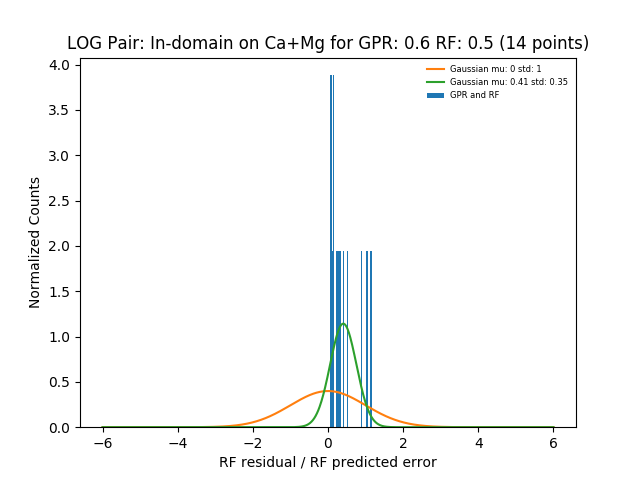 LOG Pair: In-domain on Ca+Mg for GPR: 0.6 RF: 0.5 (14 points)
Gaussian mu: 0 std: 1
Gaussian mu: 0.41 std: 0.35
GPR and RF
Normalized Counts
4.0
3.5
3.0
2.5
2.0
1.5
1.0
0.5
0.0
−6 −4 −2 0 2 4 6
RF residual / RF predicted error